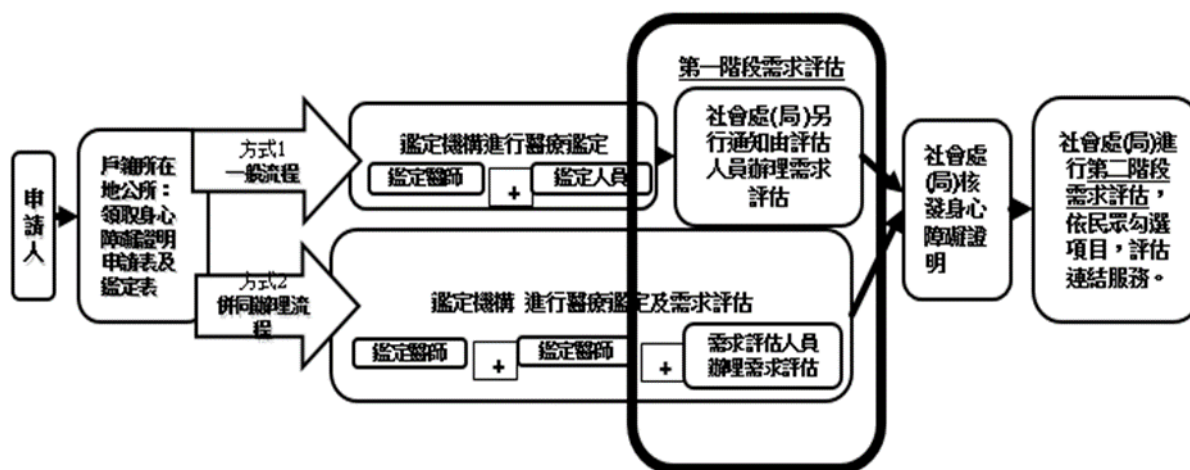 申請人
戶籍所在
地公所：
領取身心
障礙證明
申請表及
鑑定表
方式1
一般流程
鑑定機構進行醫療鑑定
鑑定醫師
+
鑑定人員
第一階段需求評估
社會處(局)另
行通知由評估
人員辦理需求
評估
方式2
併同辦理流
程
鑑定機構 進行醫療鑑定及需求評估
鑑定醫師
+
鑑定醫師
+
需求評估人員
辦理需求評估
社會處
(局)核
發身心
障礙證
明
社會處(局)進
行第二階段
需求評估，
依民眾勾選
項目，評估
連結服務。